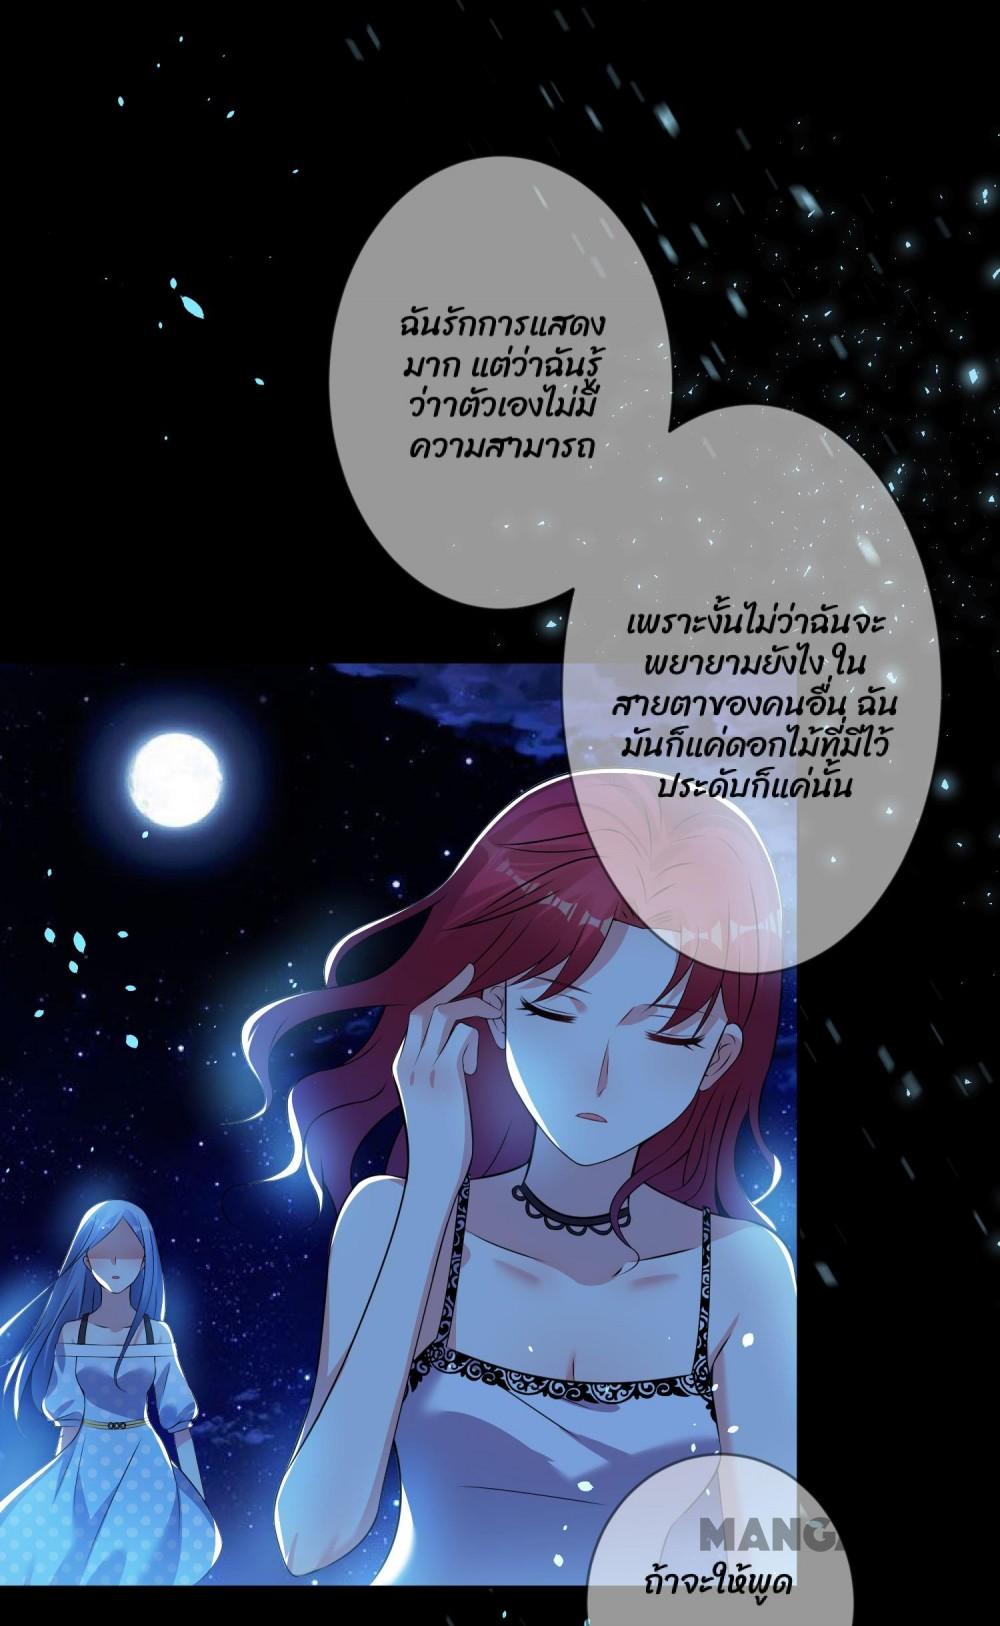 ฉันรักการแสดง
มาก แต่ว่าฉันรู้
ว่าาตัวเองไม่มี
ความสามารถ
เพราะงั้นไม่ว่าฉันจะ
พยายามยังไง ใน
สายตาของคนอื่น ฉัน
มันก็แค่ดอกไม้ที่มีไว้
ประดับก็แค่นั้น
MANGA
ถ้าจะให้พูด